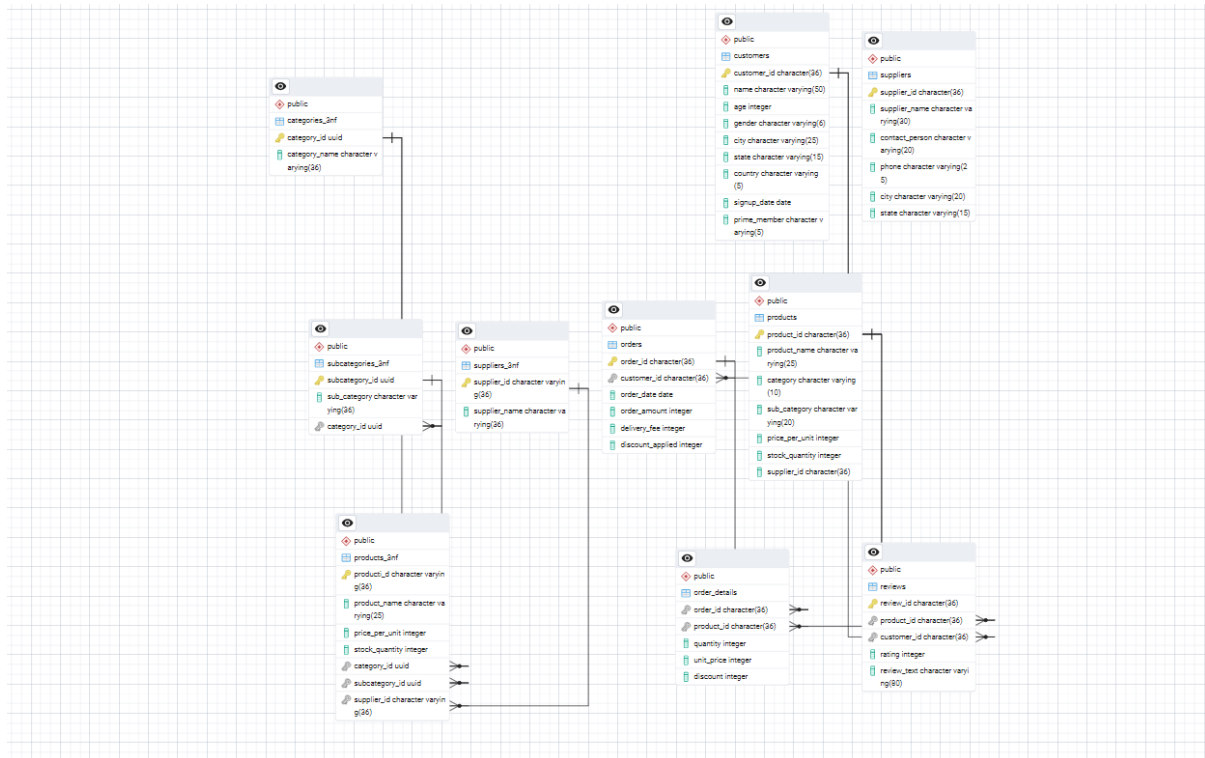 public
customers
customer_id character(36)
name character varying(50)
age integer
gender character varying(6)
city character varying(25)
state character varying(15)
country character varying
(5)
signup_date date
prime_member character v
arying(5)
public
suppliers
supplier_id character(36)
supplier_name character va
rying(30)
contact_person character v
arying(20)
phone character varying(2
5)
city character varying(20)
state character varying(15)
public
categories_3nf
category_id uuid
category_name character v
arying(36)
public
subcategories_3nf
subcategory_id uuid
sub_category character var
ying(36)
category_id uuid
public
suppliers_3nf
supplier_id character varyin
g(36)
supplier_name character va
rying(36)
public
orders
order_id character(36)
customer_id character(36)
order_date date
order_amount integer
delivery_fee integer
discount_applied integer
public
products
product_id character(36)
product_name character va
rying(25)
category character varying
(10)
sub_category character var
ying(20)
price_per_unit integer
stock_quantity integer
supplier_id character(36)
public
products_3nf
producti_d character varyin
g(36)
product_name character va
rying(25)
price_per_unit integer
stock_quantity integer
category_id uuid
subcategory_id uuid
supplier_id character varyin
g(36)
public
order_details
order_id character(36)
product_id character(36)
quantity integer
unit_price integer
discount integer
public
reviews
review_id character(36)
product_id character(36)
customer_id character(36)
rating integer
review_text character varyi
ng(80)